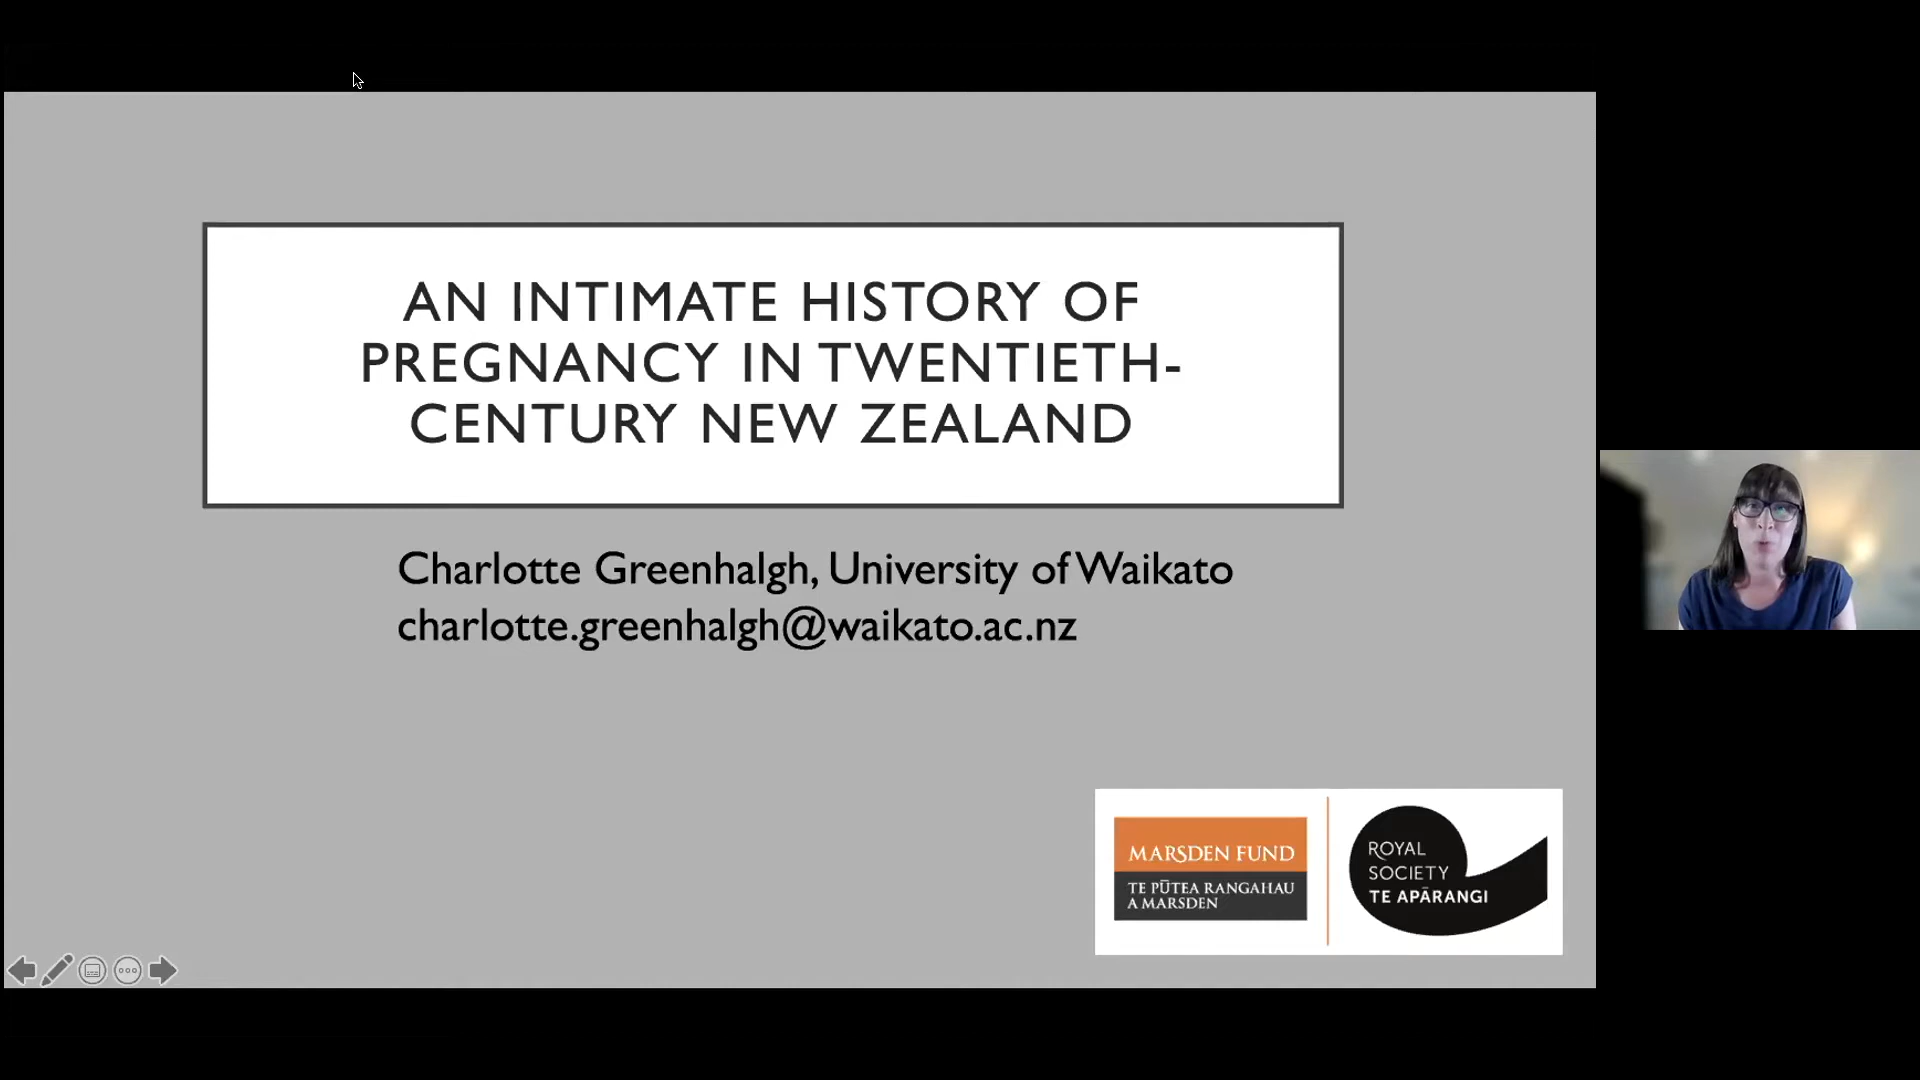 AN INTIMATE HISTORY OF
PREGNANCY IN TWENTIETH-
CENTURY NEW ZEALAND
Charlotte Greenhalgh, University of Waikato
charlotte.greenhalgh@waikato.ac.nz
MARSDEN FUND
TE PŪTEA RANGAHAU
A MARSDEN
ROYAL
SOCIETY
TE APĀRANGI